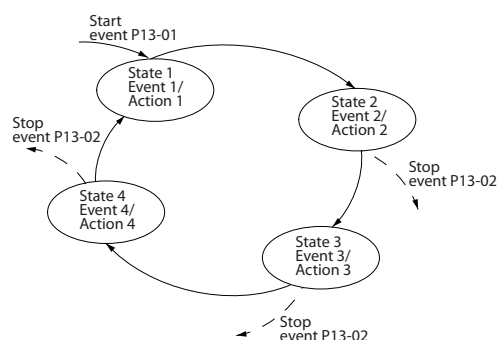 Start
event P13-01
State 1
Event 1/
Action 1
State 2
Event 2/
Action 2
Stop
event P13-02
Stop
event P13-02
State 4
Event 4/
Action 4
State 3
Event 3/
Action 3
Stop
event P13-02